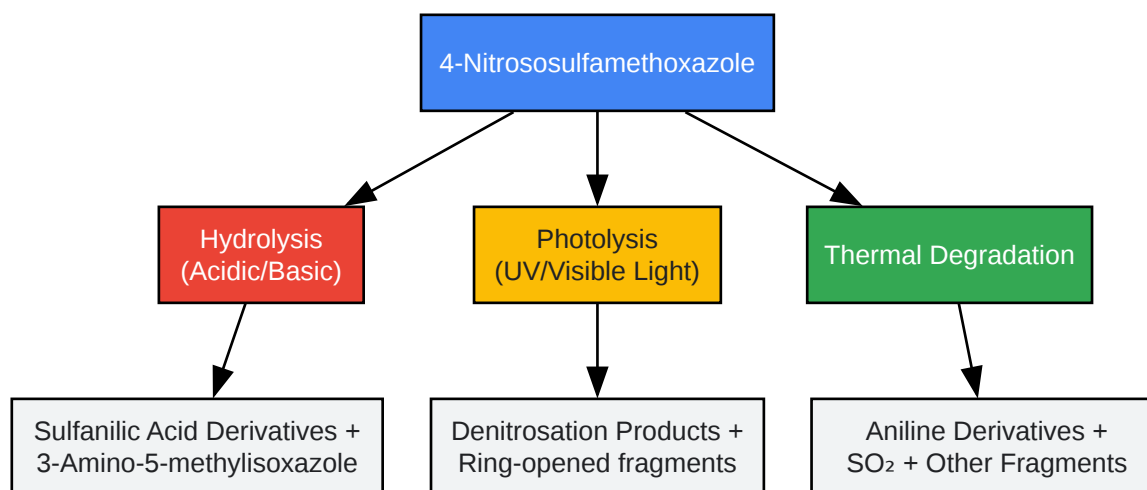 4-Nitrososulfamethoxazole
Hydrolysis
(Acidic/Basic)
Photolysis
(UV/Visible Light)
Thermal Degradation
Sulfanilic Acid Derivatives +
3-Amino-5-methylisoxazole
Denitrosation Products +
Ring-opened fragments
Aniline Derivatives +
SO₂ + Other Fragments